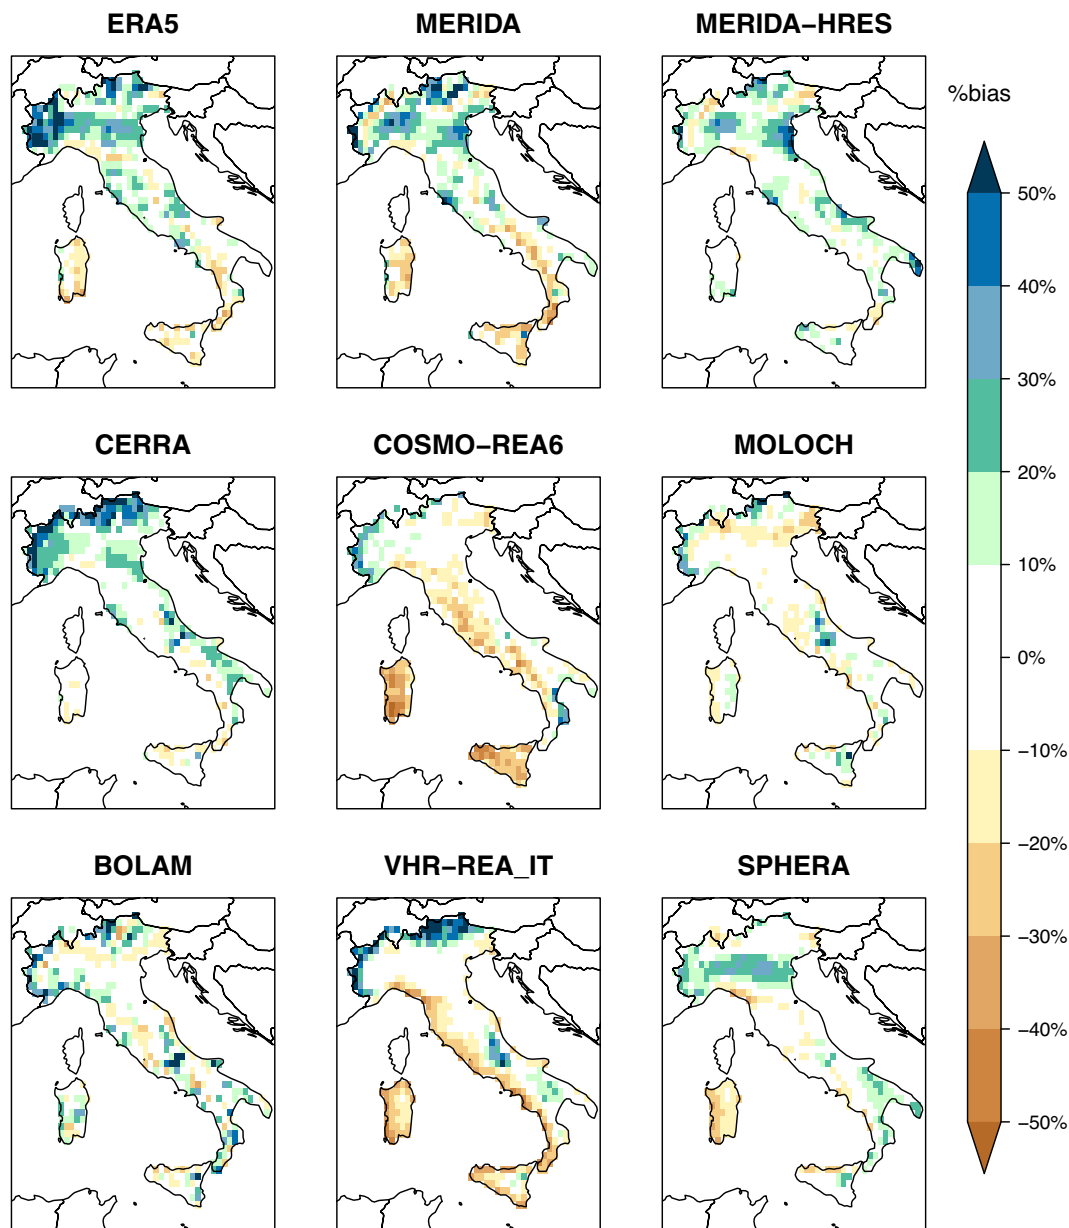 ERA5
MERIDA
MERIDA−HRES
%bias
50%
40%
30%
20%
10%
0%
−10%
−20%
−30%
−40%
−50%
CERRA
COSMO−REA6
MOLOCH
BOLAM
VHR−REA_IT
SPHERA